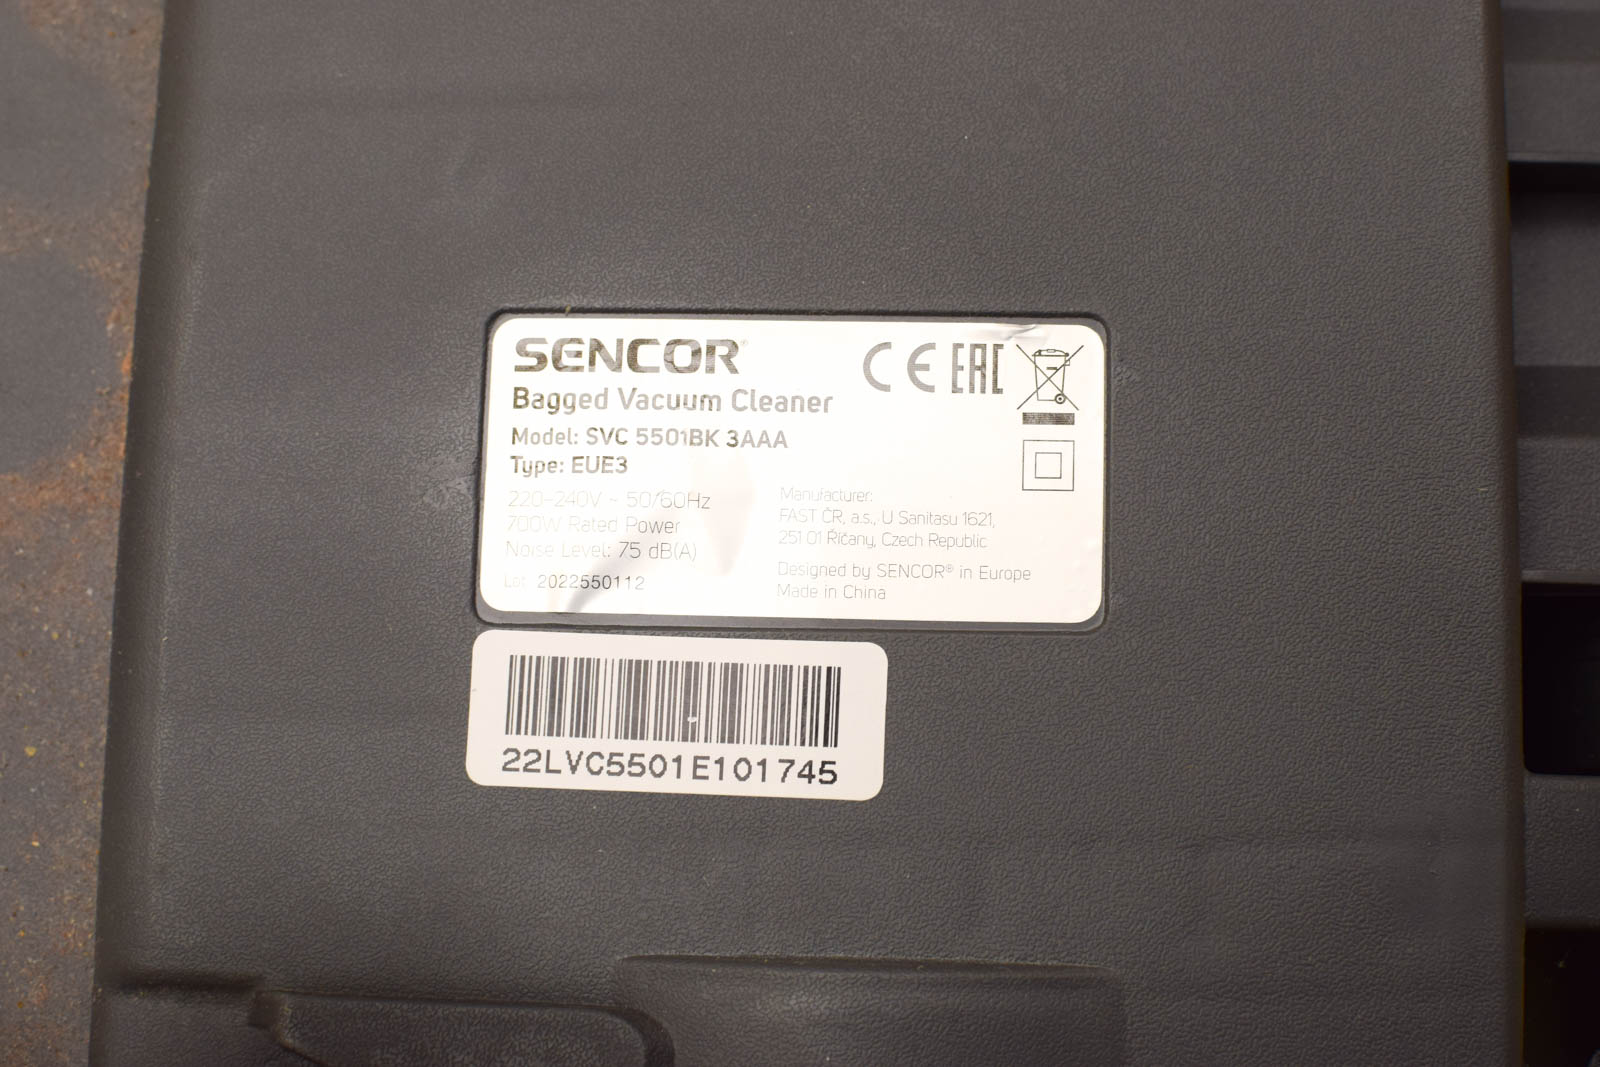 SENCOR®
CE EAC
Bagged Vacuum Cleaner
Model: SVC 5501BK 3AAA
Type: EUE3
220-240V ~ 50/60Hz
700W Rated Power
Noise Level: 75 dB(A)
Lot: 2022550112
Manufacturer:
FAST ČR, a.s., U Sanitasu 1621,
251 01 Říčany, Czech Republic
Designed by SENCOR® in Europe
Made in China
22LVC5501E101745